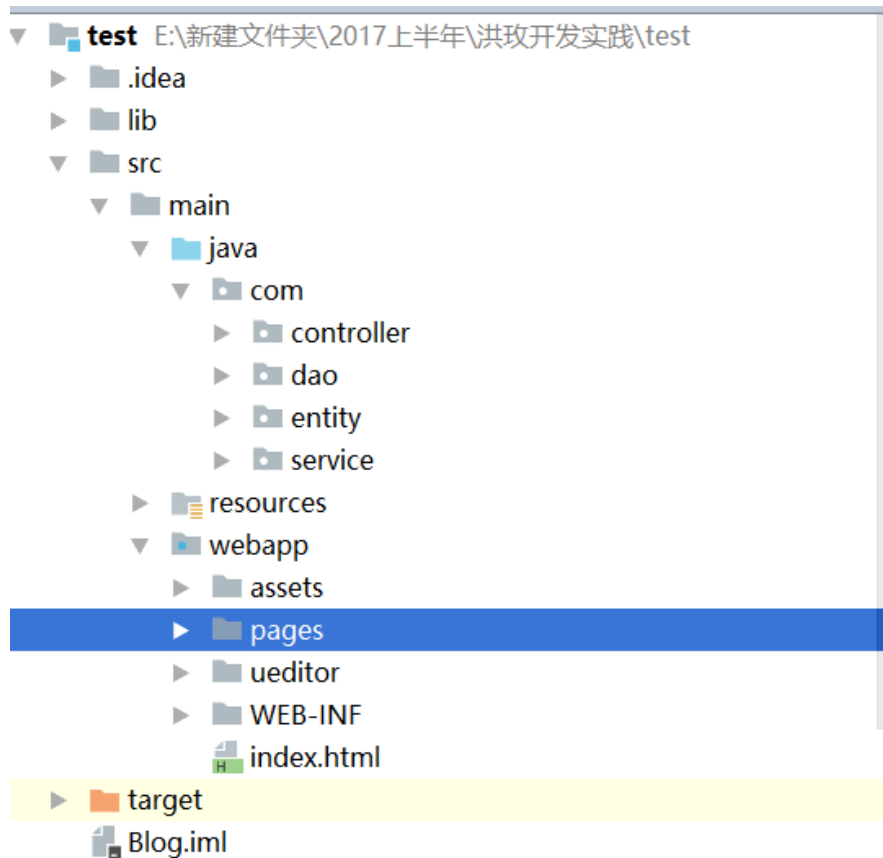 test E:\新建文件夹\2017上半年\洪玫开发实践\test
.idea
lib
src
main
java
com
controller
dao
entity
service
resources
webapp
assets
pages
ueditor
WEB-INF
H index.html
target
Blog.iml